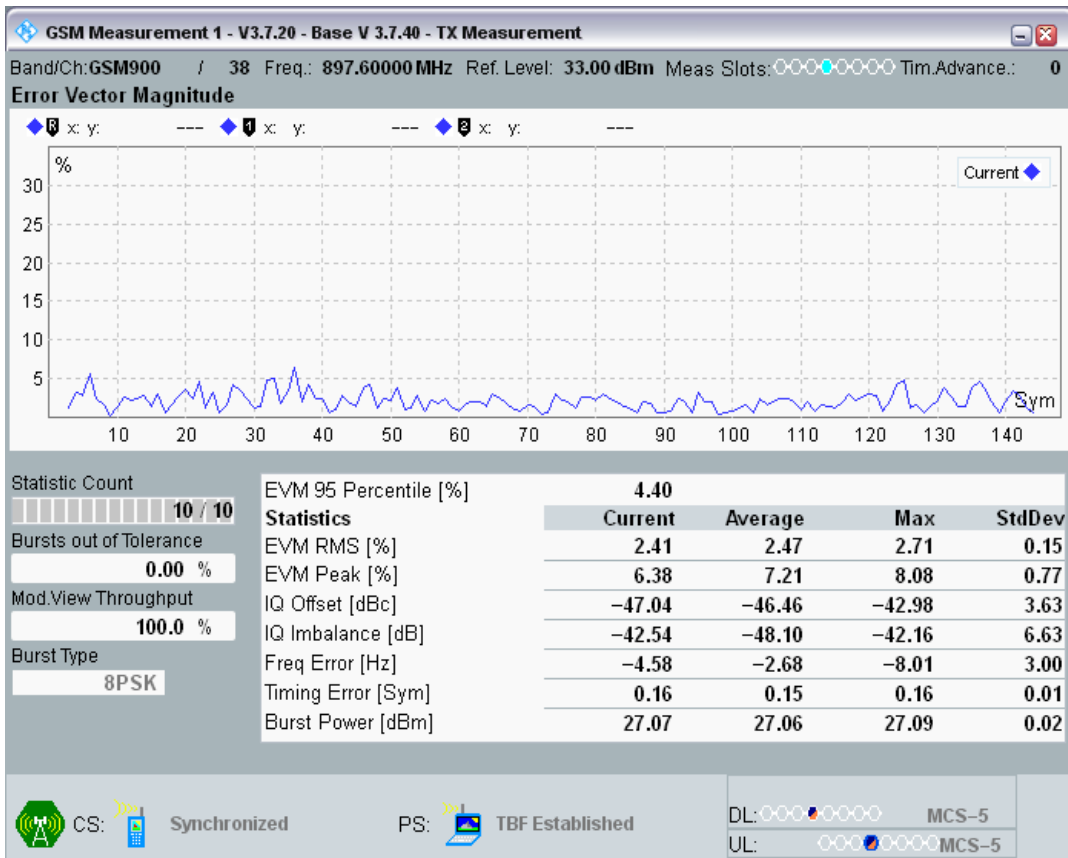 GSM Measurement 1 - V3.7.20 - Base V 3.7.40 - TX Measurement
Band/Ch:GSM900 / 38 Freq.: 897.60000 MHz Ref. Level: 33.00 dBm Meas Slots: Tim.Advance.: 0
Error Vector Magnitude
R x: y: --- 1 x: y: --- 2 x: y: ---
%
Current
30
25
20
15
10
5
Sym
10 20 30 40 50 60 70 80 90 100 110 120 130 140
Statistic Count
10 / 10
Bursts out of Tolerance
0.00 %
Mod.View Throughput
100.0 %
Burst Type
8PSK
EVM 95 Percentile [%] 4.40
Statistics Current Average Max StdDev
EVM RMS [%] 2.41 2.47 2.71 0.15
EVM Peak [%] 6.38 7.21 8.08 0.77
IQ Offset [dBc] −47.04 −46.46 −42.98 3.63
IQ Imbalance [dB] −42.54 −48.10 −42.16 6.63
Freq Error [Hz] −4.58 −2.68 −8.01 3.00
Timing Error [Sym] 0.16 0.15 0.16 0.01
Burst Power [dBm] 27.07 27.06 27.09 0.02
CS: Synchronized PS: TBF Established
DL: MCS−5
UL: MCS−5